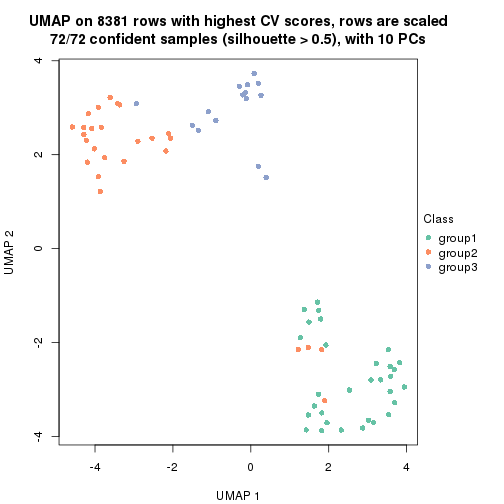 UMAP on 8381 rows with highest CV scores, rows are scaled
72/72 confident samples (silhouette > 0.5), with 10 PCs
4
2
0
-2
-4
UMAP 2
-4
-2
0
2
4
UMAP 1
Class
group1
group2
group3